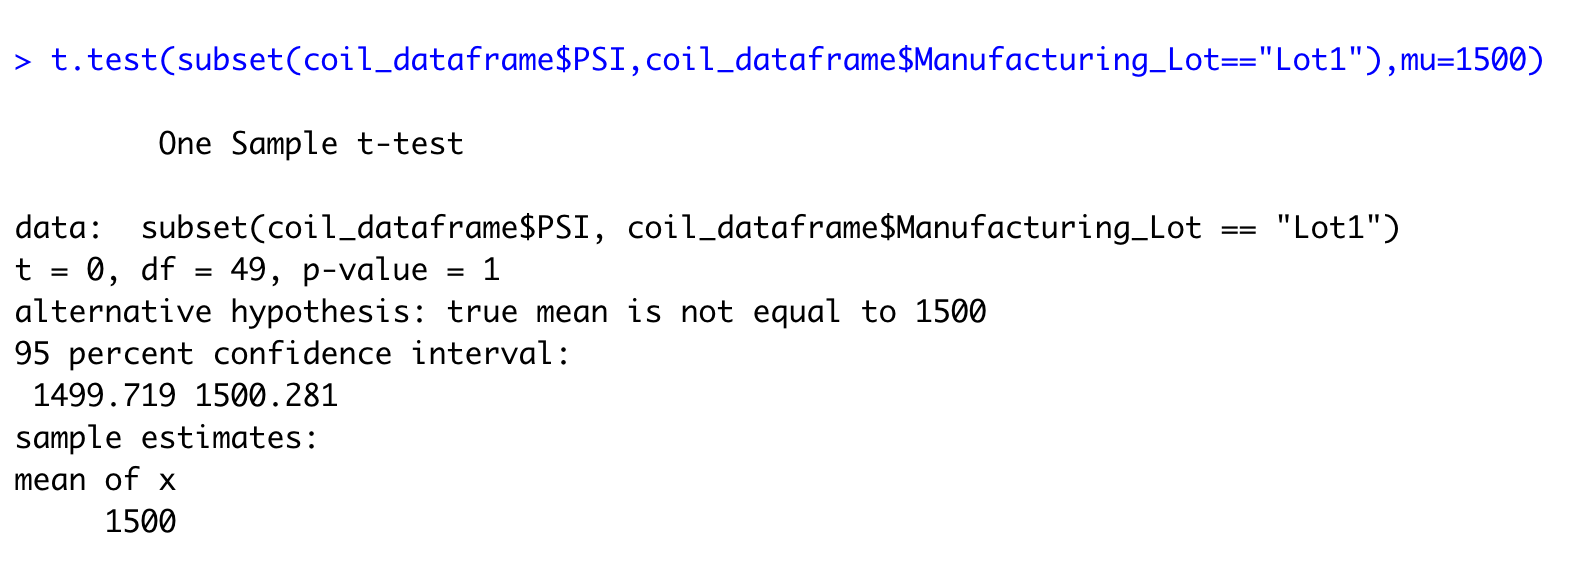 > t.test(subset(coil_dataframe$PSI,coil_dataframe$Manufacturing_Lot=="Lot1"),mu=1500)
One Sample t-test
data:  subset(coil_dataframe$PSI, coil_dataframe$Manufacturing_Lot == "Lot1")
t = 0, df = 49, p-value = 1
alternative hypothesis: true mean is not equal to 1500
95 percent confidence interval:
1499.719 1500.281
sample estimates:
mean of x
1500